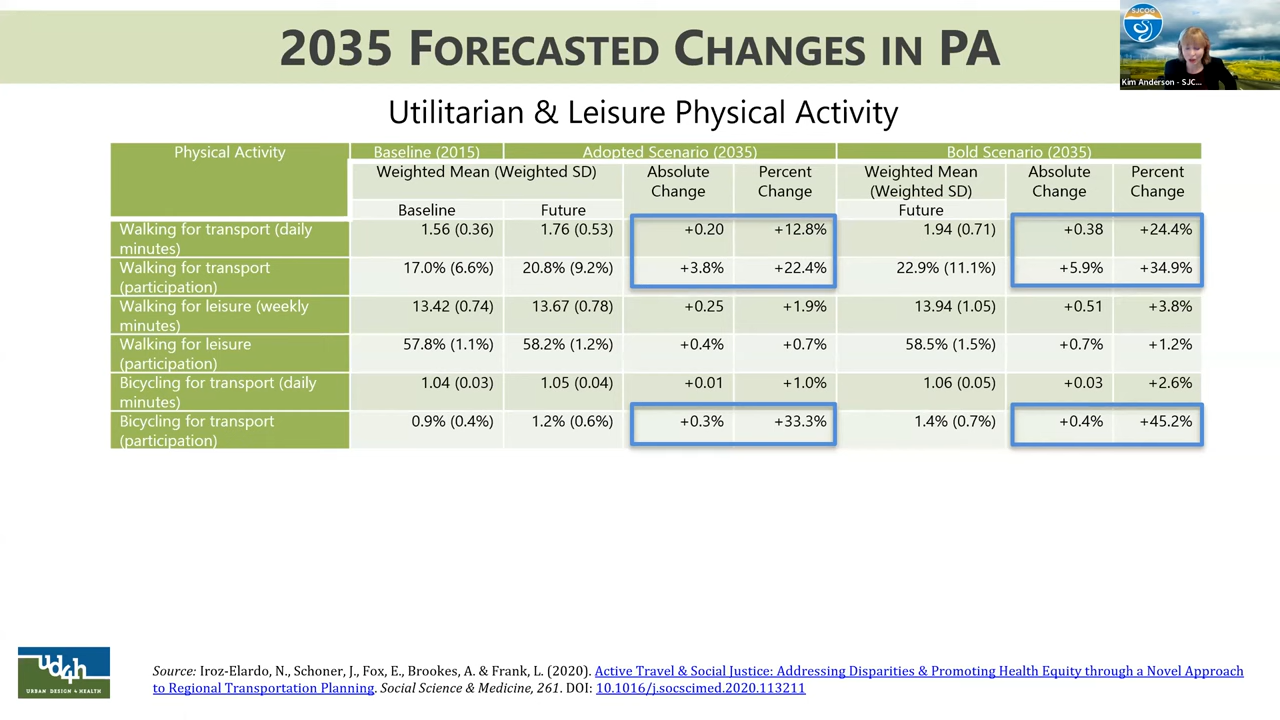 2035 FORECASTED CHANGES IN PA
SJCOG
Kim Anderson - SJC...
Utilitarian & Leisure Physical Activity
Physical Activity Baseline (2015) Adopted Scenario (2035) Bold Scenario (2035)
Weighted Mean (Weighted SD) Absolute Change Percent Change Weighted Mean (Weighted SD) Absolute Change Percent Change
Baseline Future Future
Walking for transport (daily minutes) 1.56 (0.36) 1.76 (0.53) +0.20 +12.8% 1.94 (0.71) +0.38 +24.4%
Walking for transport (participation) 17.0% (6.6%) 20.8% (9.2%) +3.8% +22.4% 22.9% (11.1%) +5.9% +34.9%
Walking for leisure (weekly minutes) 13.42 (0.74) 13.67 (0.78) +0.25 +1.9% 13.94 (1.05) +0.51 +3.8%
Walking for leisure (participation) 57.8% (1.1%) 58.2% (1.2%) +0.4% +0.7% 58.5% (1.5%) +0.7% +1.2%
Bicycling for transport (daily minutes) 1.04 (0.03) 1.05 (0.04) +0.01 +1.0% 1.06 (0.05) +0.03 +2.6%
Bicycling for transport (participation) 0.9% (0.4%) 1.2% (0.6%) +0.3% +33.3% 1.4% (0.7%) +0.4% +45.2%
ud4h
URBAN DESIGN 4 HEALTH
Source: Iroz-Elardo, N., Schoner, J., Fox, E., Brookes, A. & Frank, L. (2020). Active Travel & Social Justice: Addressing Disparities & Promoting Health Equity through a Novel Approach
to Regional Transportation Planning. Social Science & Medicine, 261. DOI: 10.1016/j.socscimed.2020.113211